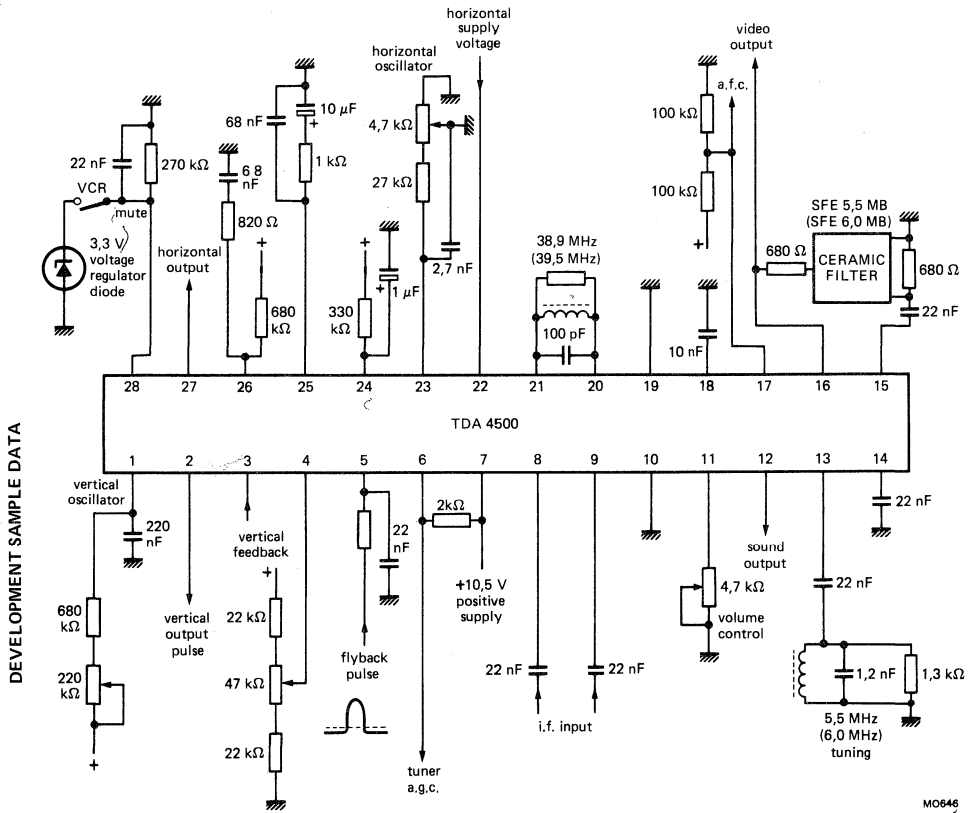 horizontal
supply
voltage
video
output
horizontal
oscillator
a.f.c.
10 μF
+
68 nF
4,7 kΩ
100 kΩ
22 nF
270 kΩ
6 8
nF
1 kΩ
27 kΩ
100 kΩ
VCR
mute
820 Ω
SFE 5,5 MB
(SFE 6,0 MB)
3,3 V
voltage
regulator
diode
horizontal
output
+
+
+
1 μF
2,7 nF
38,9 MHz
(39,5 MHz)
+
680 Ω
CERAMIC
FILTER
680 Ω
680
kΩ
330
kΩ
100 pF
10 nF
22 nF
28 27 26 25 24 23 22 21 20 19 18 17 16 15
TDA 4500
1 2 3 4 5 6 7 8 9 10 11 12 13 14
DEVELOPMENT SAMPLE DATA
vertical
oscillator
220
nF
vertical
feedback
+
22
nF
2kΩ
22 nF
sound
output
+10,5 V
positive
supply
4,7 kΩ
22 nF
680
kΩ
vertical
output
pulse
22 kΩ
volume
control
220
kΩ
47 kΩ
flyback
pulse
22 nF
22 nF
1,2 nF
1,3 kΩ
i.f. input
+
22 kΩ
5,5 MHz
(6,0 MHz)
tuning
tuner
a.g.c.
MO646